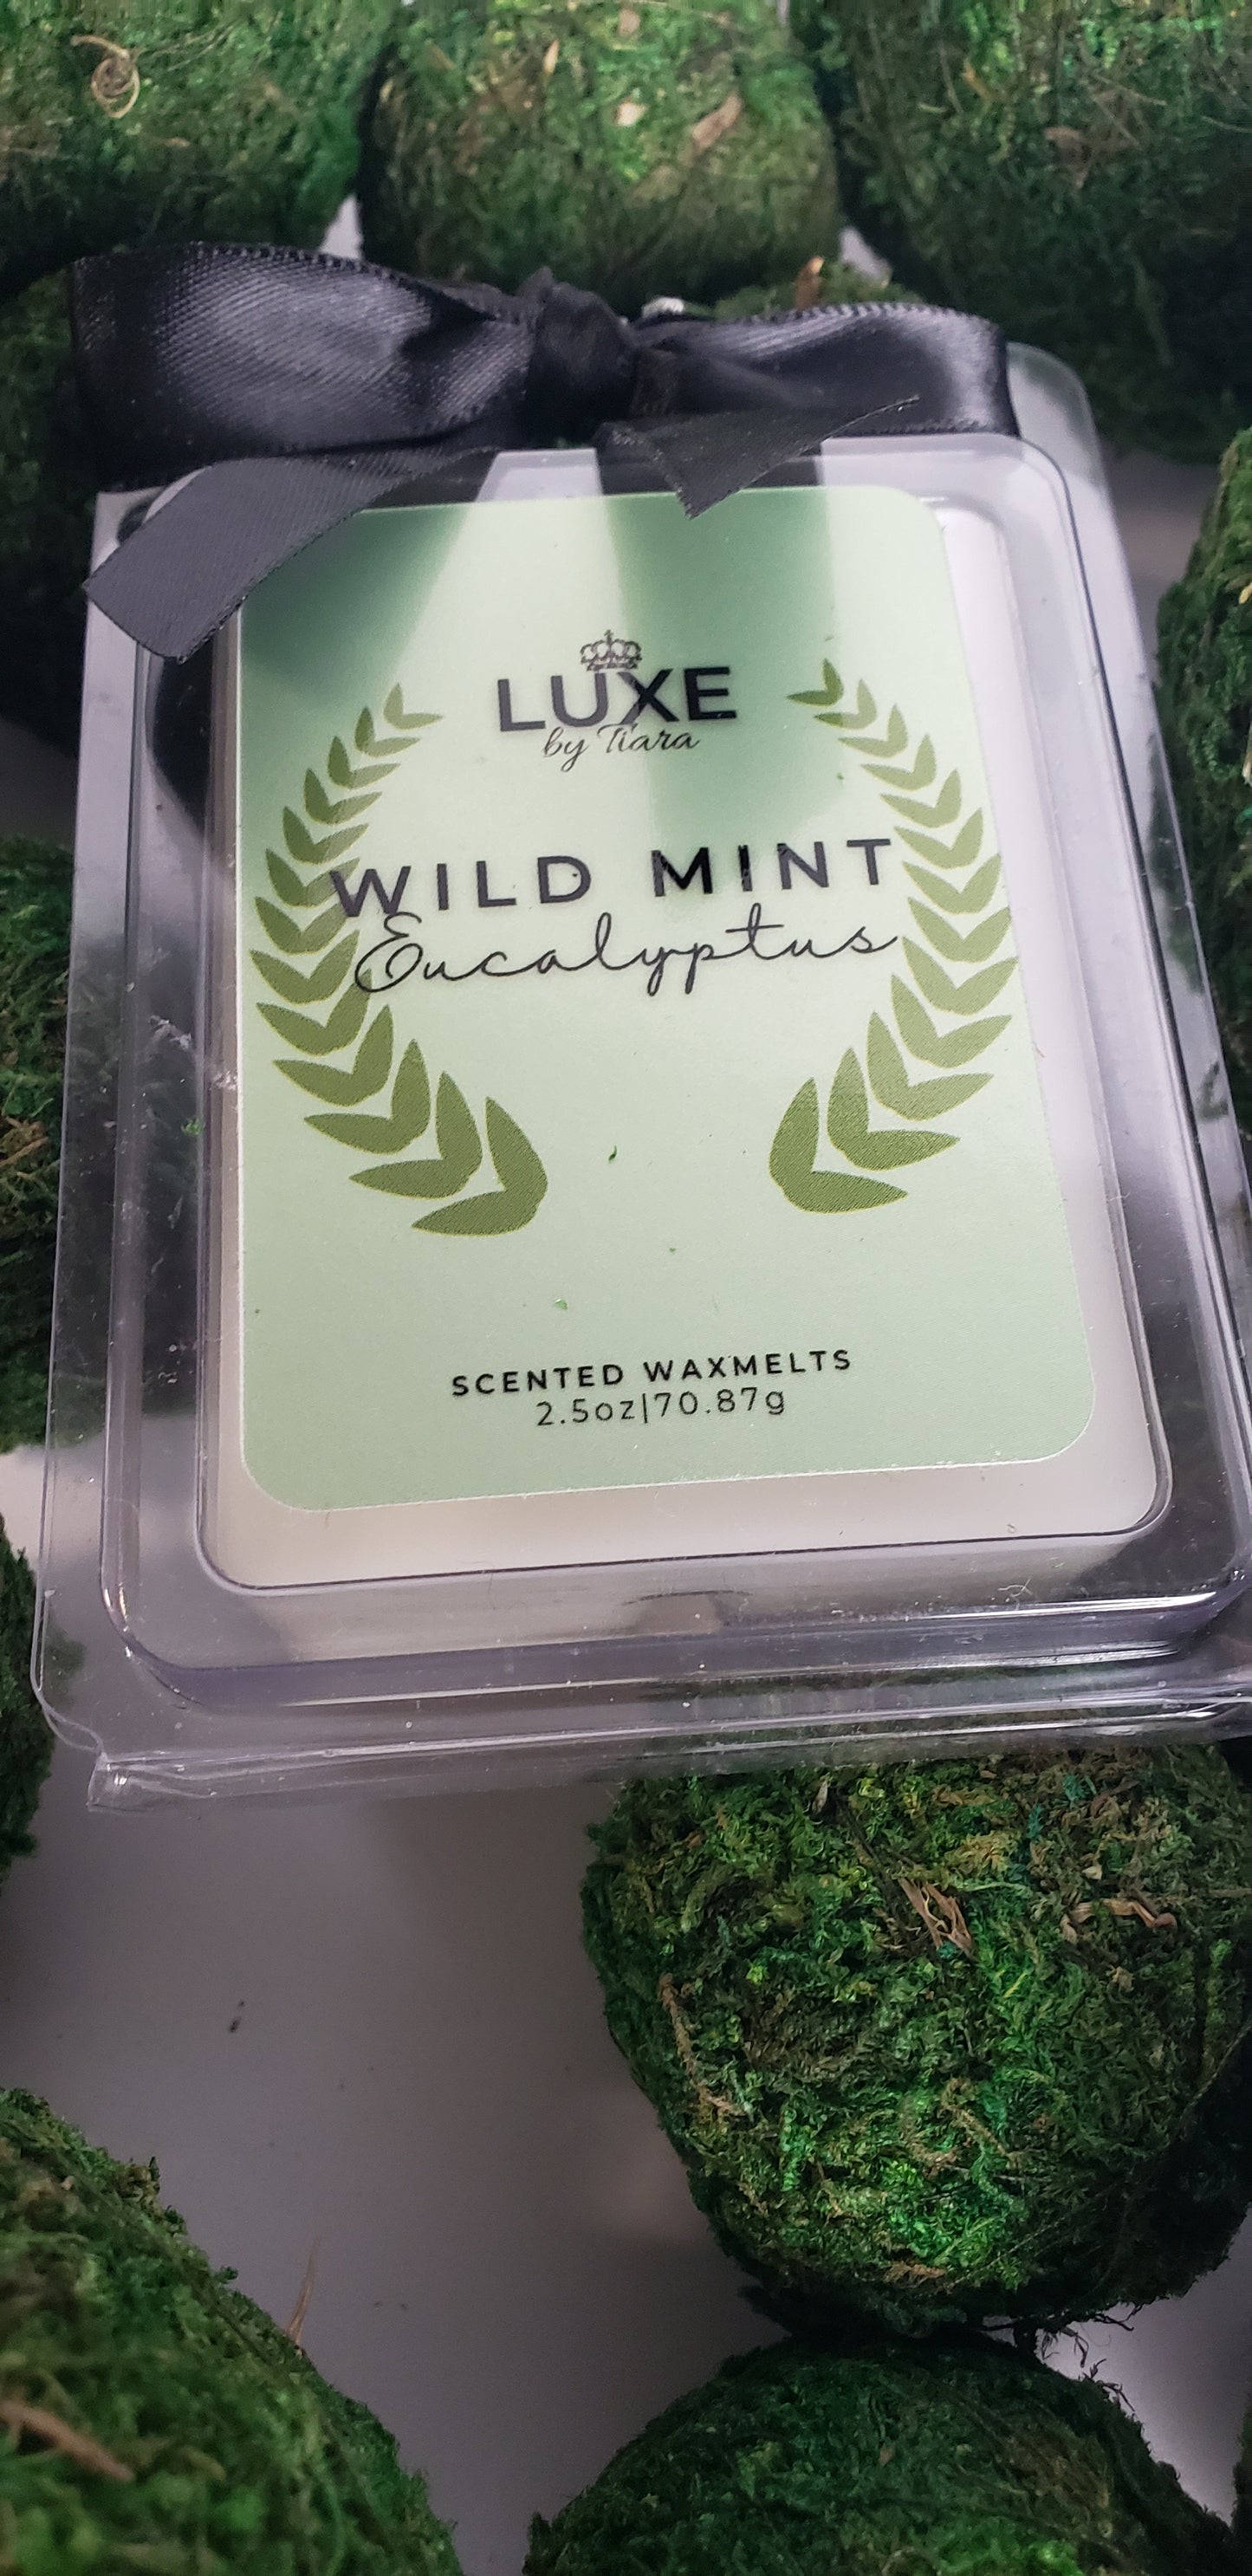 LUXE
by Tiara
WILD MINT
Eucalyptus
SCENTED WAXMELTS
2.5oz|70.87g